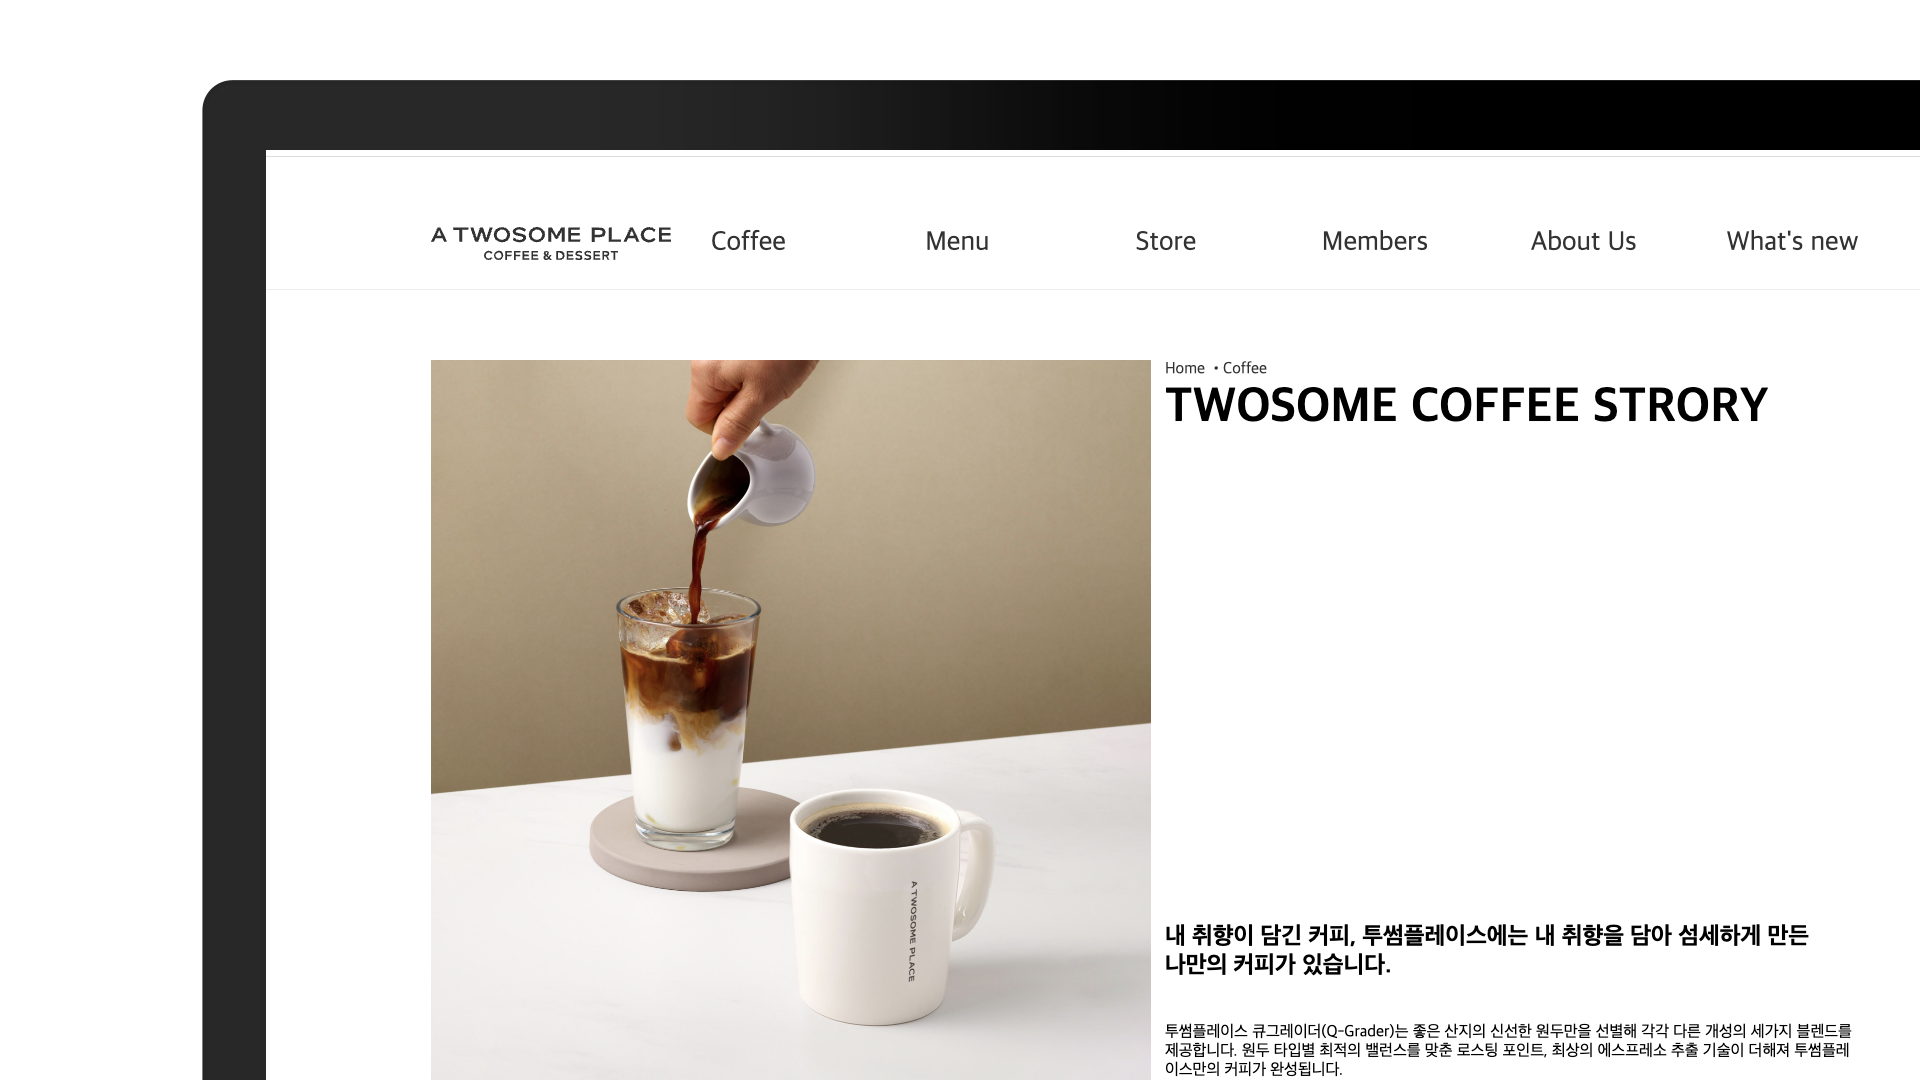 A TWOSOME PLACE
COFFEE & DESSERT
Coffee
Menu
Store
Members
About Us
What's new
Home • Coffee
TWOSOME COFFEE STRORY
A TWOSOME PLACE
내 취향이 담긴 커피, 투썸플레이스에는 내 취향을 담아 섬세하게 만든
나만의 커피가 있습니다.
투썸플레이스 큐그레이더(Q-Grader)는 좋은 산지의 신선한 원두만을 선별해 각각 다른 개성의 세가지 블렌드를
제공합니다. 원두 타입별 최적의 밸런스를 맞춘 로스팅 포인트, 최상의 에스프레소 추출 기술이 더해져 투썸플레
이스만의 커피가 완성됩니다.